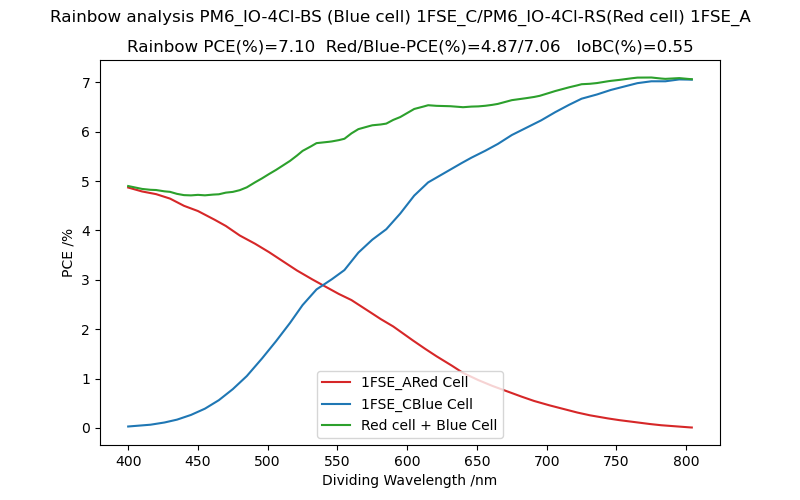 Rainbow analysis PM6_IO-4Cl-BS (Blue cell) 1FSE_C/PM6_IO-4Cl-RS(Red cell) 1FSE_A
Rainbow PCE(%)=7.10  Red/Blue-PCE(%)=4.87/7.06   IoBC(%)=0.55
PCE /%
7
6
5
4
3
2
1
0
1FSE_ARed Cell
1FSE_CBlue Cell
Red cell + Blue Cell
400 450 500 550 600 650 700 750 800
Dividing Wavelength /nm